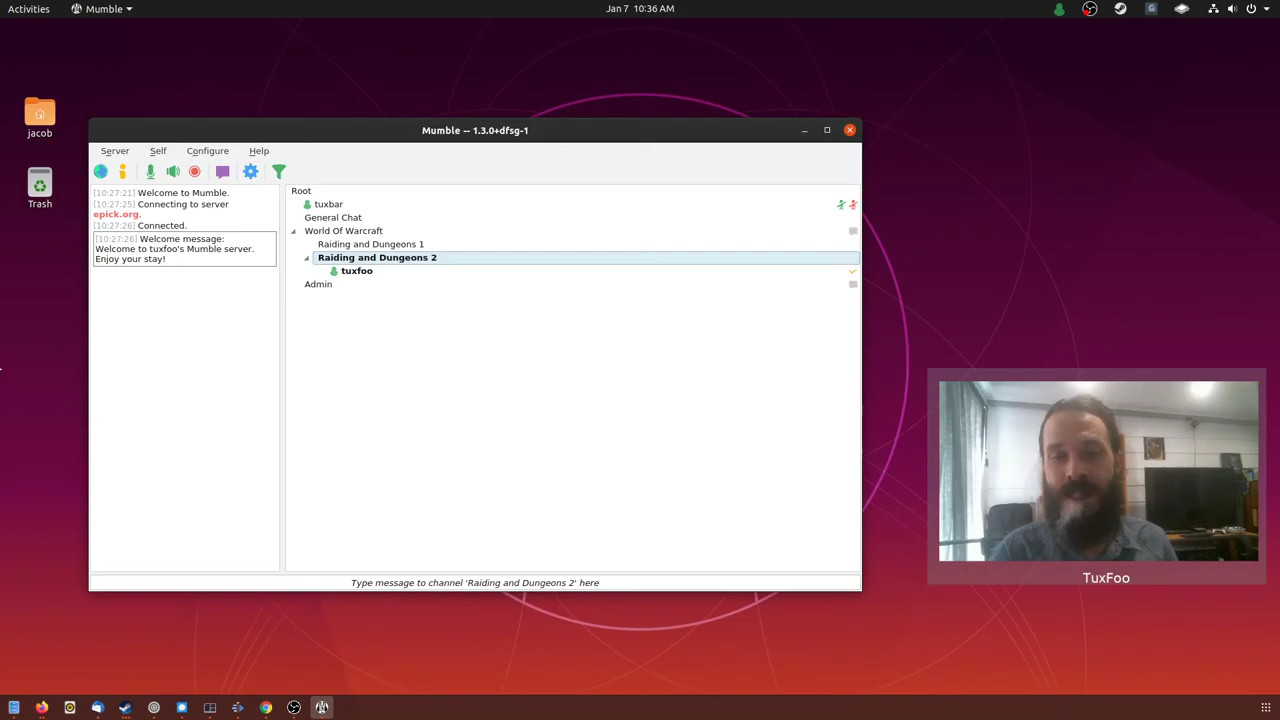 Activities
Mumble
Jan 7 10:36 AM
jacob
Trash
Mumble -- 1.3.0+dfsg-1
Server Self Configure Help
[10:27:21] Welcome to Mumble.
[10:27:25] Connecting to server
epick.org.
[10:27:26] Connected.
[10:27:26] Welcome message:
Welcome to tuxfoo's Mumble server.
Enjoy your stay!
Root
tuxbar
General Chat
World Of Warcraft
Raiding and Dungeons 1
Raiding and Dungeons 2
tuxfoo
Admin
Type message to channel 'Raiding and Dungeons 2' here
TuxFoo